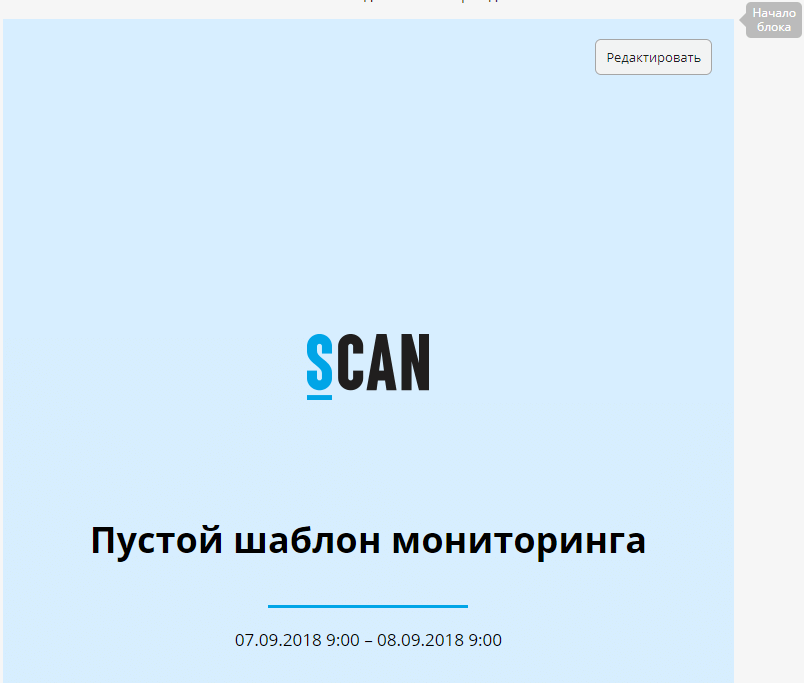 Начало
блока
Редактировать
SCAN
Пустой шаблон мониторинга
07.09.2018 9:00 – 08.09.2018 9:00